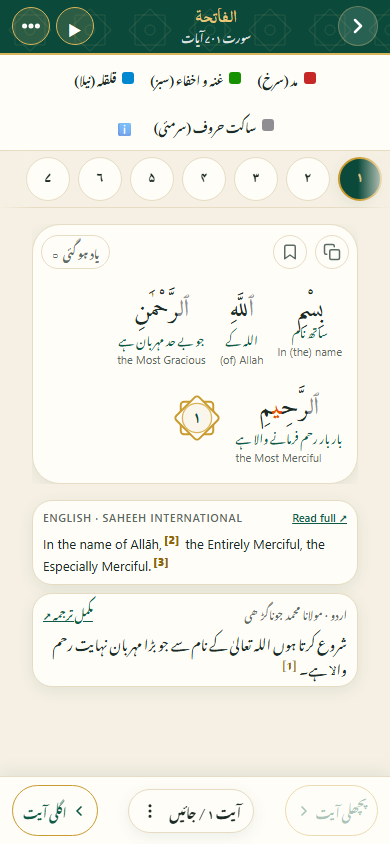 الفاتحة
سورت ۱ · ۷ آیات
مد (سرخ) غنہ و اخفاء (سبز) قلقلہ (نیلا)
ساکت حروف (سرمئی)
۱ ۲ ۳ ۴ ۵ ۶ ۷
یاد ہو گئی
بِسْمِ ٱللَّهِ ٱلرَّحْمَٰنِ
ساتھ نام اللہ کے جو بے حد مہربان ہے
In (the) name (of) Allah the Most Gracious
ٱلرَّحِيمِ ۱
بار بار رحم فرمانے والا ہے
the Most Merciful
ENGLISH · SAHEEH INTERNATIONAL Read full ↗
In the name of Allāh,[2] the Entirely Merciful, the
Especially Merciful.[3]
اردو · مولانا محمد جوناگڑھی مکمل ترجمہ ↗
شروع کرتا ہوں اللہ تعالیٰ کے نام سے جو بڑا مہربان نہایت رحم
والا ہے۔ [1]
پچھلی آیت آیت ۱ / جائیں اگلی آیت